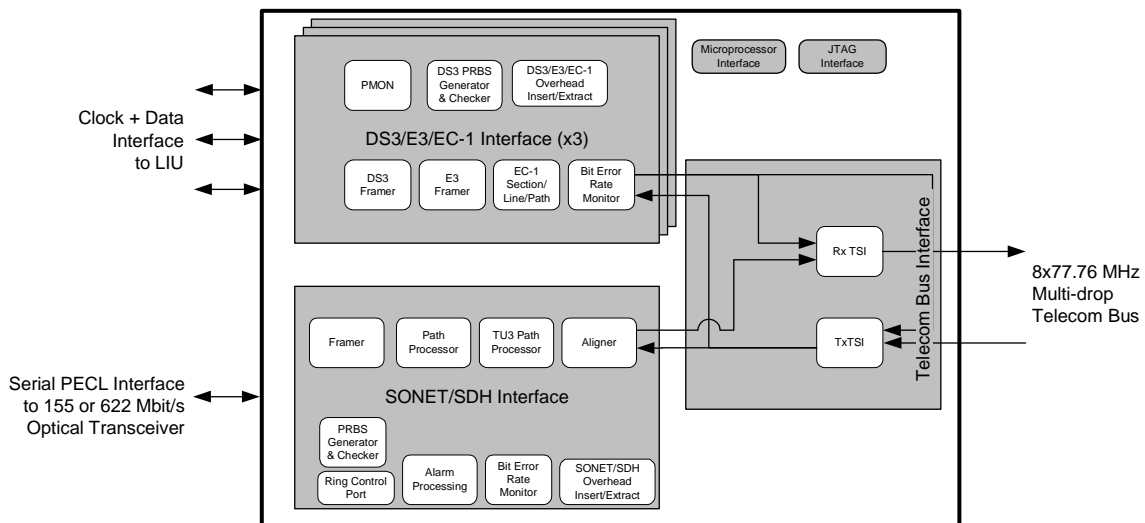 Microprocessor
Interface
JTAG
Interface
PMON
DS3 PRBS
Generator
& Checker
DS3/E3/EC-1
Overhead
Insert/Extract
Clock + Data
Interface
to LIU
DS3/E3/EC-1 Interface (x3)
DS3
Framer
E3
Framer
EC-1
Section/
Line/Path
Bit Error
Rate
Monitor
Rx TSI
TxTSI
Telecom Bus Interface
8x77.76 MHz
Multi-drop
Telecom Bus
Framer
Path
Processor
TU3 Path
Processor
Aligner
Serial PECL Interface
to 155 or 622 Mbit/s
Optical Transceiver
SONET/SDH Interface
PRBS
Generator
& Checker
Ring Control
Port
Alarm
Processing
Bit Error
Rate
Monitor
SONET/SDH
Overhead
Insert/Extract